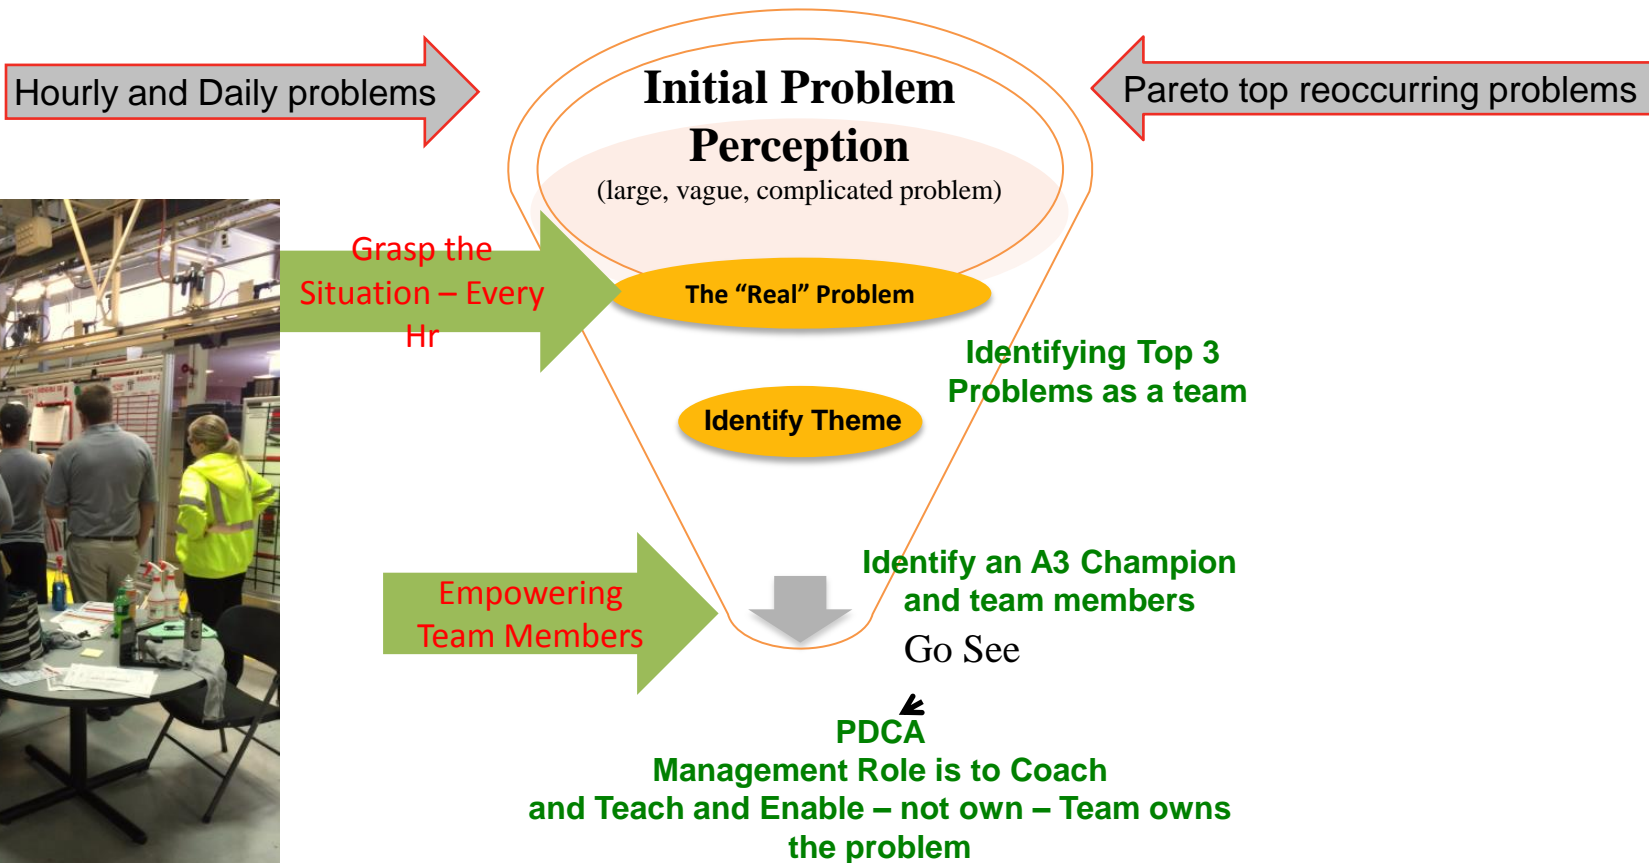 Hourly and Daily problems
Initial Problem
Perception
(large, vague, complicated problem)
Pareto top reoccurring problems
Grasp the
Situation – Every
Hr
The “Real” Problem
Identifying Top 3
Problems as a team
Identify Theme
Empowering
Team Members
Identify an A3 Champion
and team members
Go See
PDCA
Management Role is to Coach
and Teach and Enable – not own – Team owns
the problem